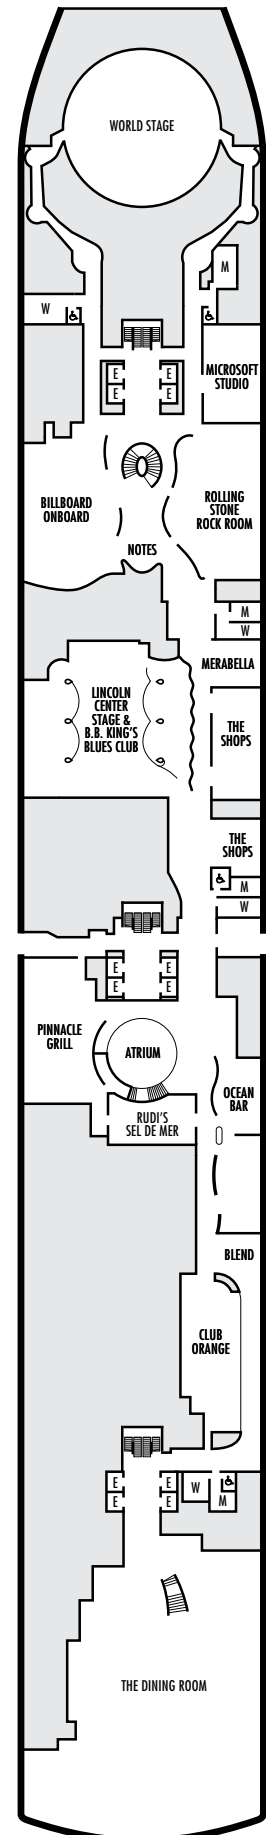 WORLD STAGE
M
W
MICROSOFT
STUDIO
E
E
E
E
BILLBOARD
ONBOARD
ROLLING
STONE
ROCK ROOM
NOTES
M
W
MERABELLA
LINCOLN
CENTER
STAGE &
B.B. KING'S
BLUES CLUB
THE
SHOPS
THE
SHOPS
M
W
E
E
E
E
PINNACLE
GRILL
ATRIUM
OCEAN
BAR
RUDI'S
SEL DE MER
BLEND
CLUB
ORANGE
E
E
E
E
W
M
THE DINING ROOM